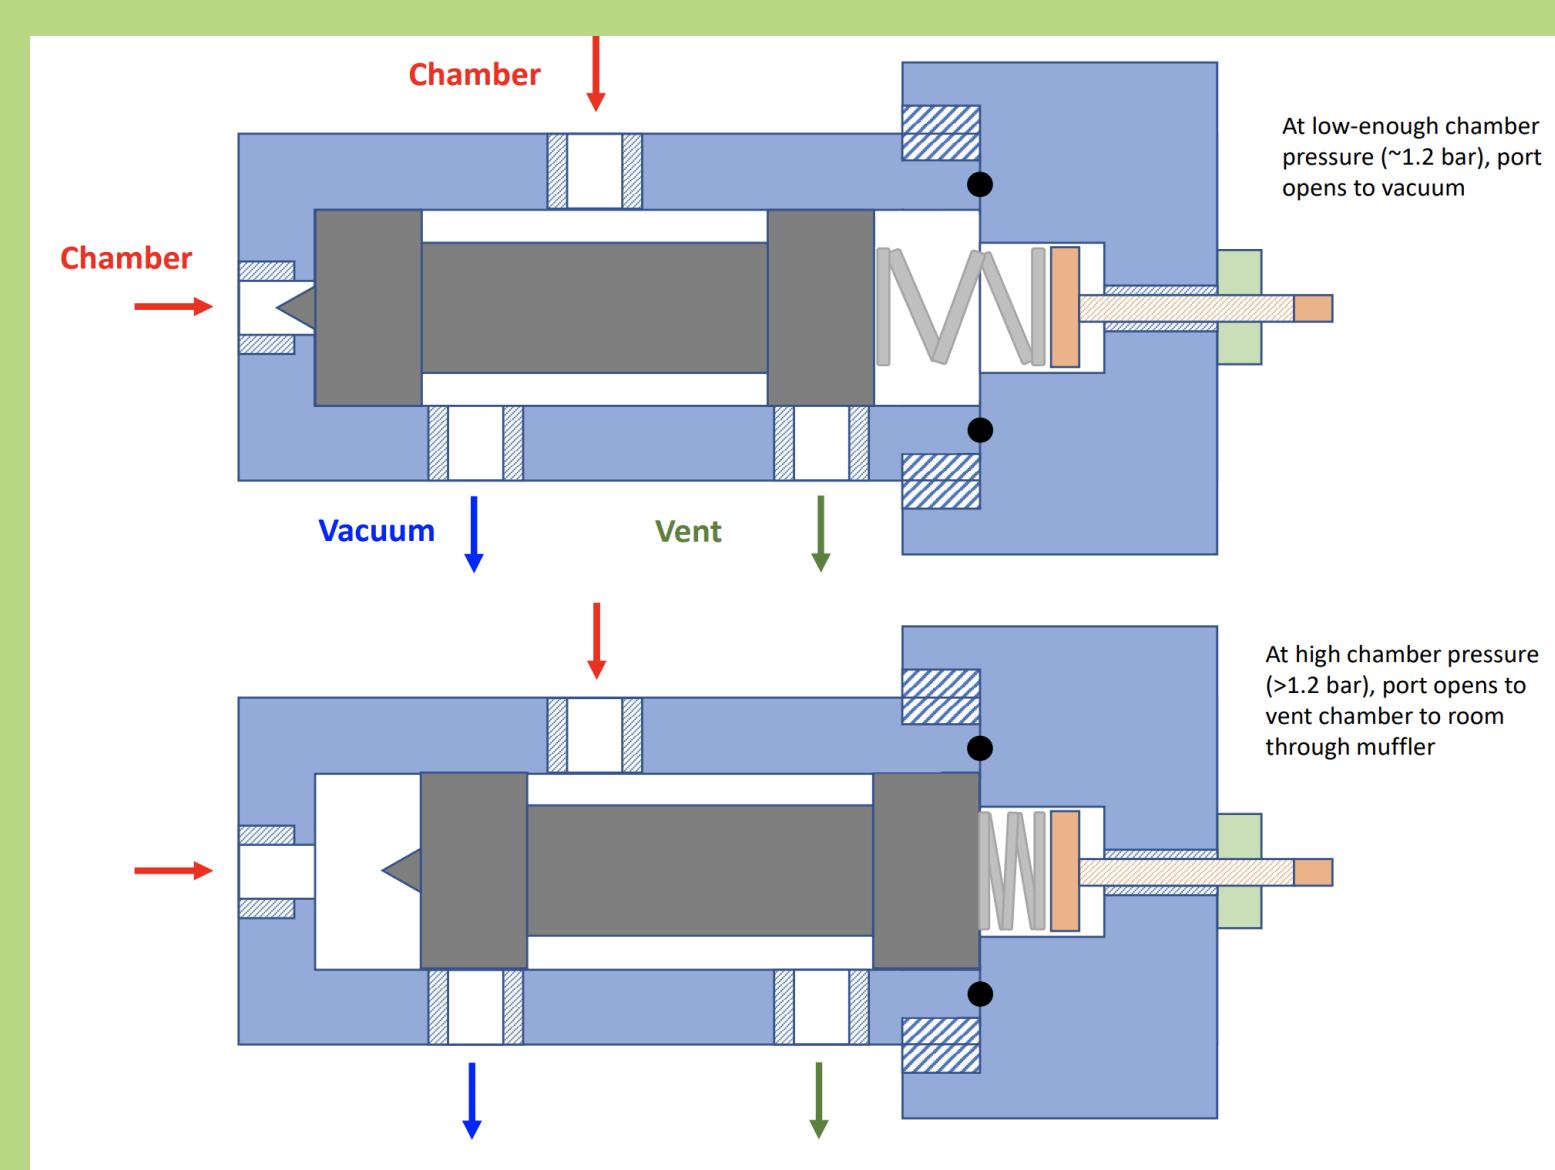 Chamber
At low-enough chamber
pressure (~1.2 bar), port
opens to vacuum
Chamber
Vacuum
Vent
At high chamber pressure
(>1.2 bar), port opens to
vent chamber to room
through muffler